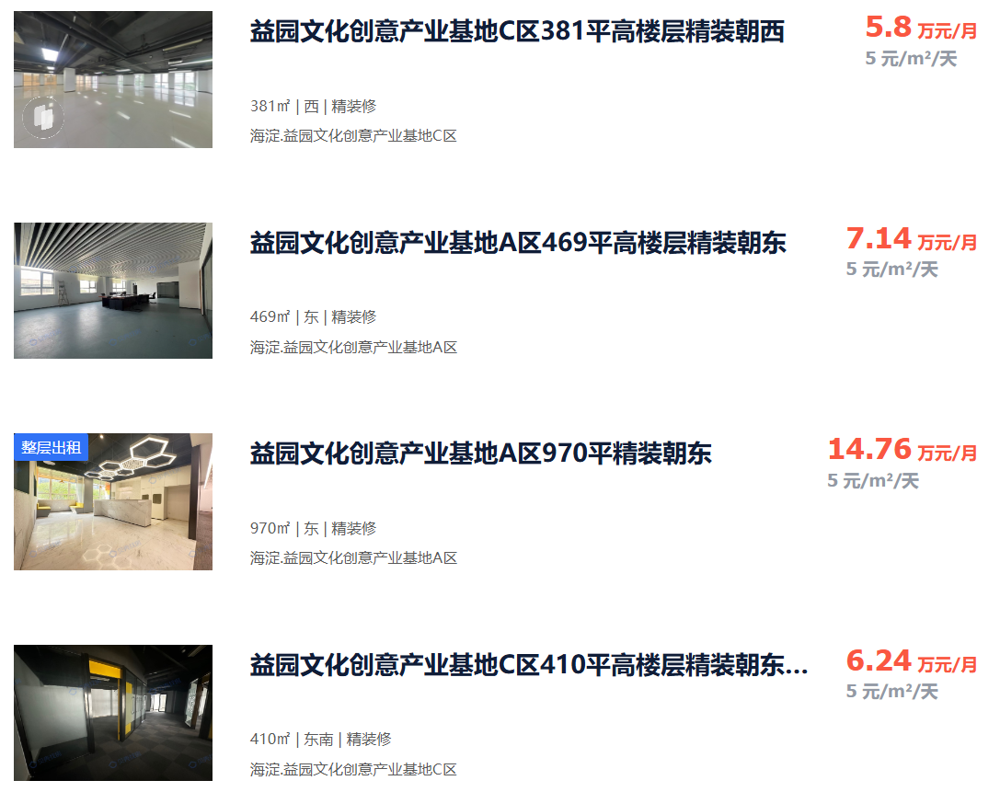 益园文化创意产业基地C区381平高楼层精装朝西
5.8 万元/月
5 元/m²/天
381㎡ | 西 | 精装修
海淀.益园文化创意产业基地C区
益园文化创意产业基地A区469平高楼层精装朝东
7.14 万元/月
5 元/m²/天
469㎡ | 东 | 精装修
海淀.益园文化创意产业基地A区
整层出租
益园文化创意产业基地A区970平精装朝东
14.76 万元/月
5 元/m²/天
970㎡ | 东 | 精装修
海淀.益园文化创意产业基地A区
益园文化创意产业基地C区410平高楼层精装朝东...
6.24 万元/月
5 元/m²/天
410㎡ | 东南 | 精装修
海淀.益园文化创意产业基地C区